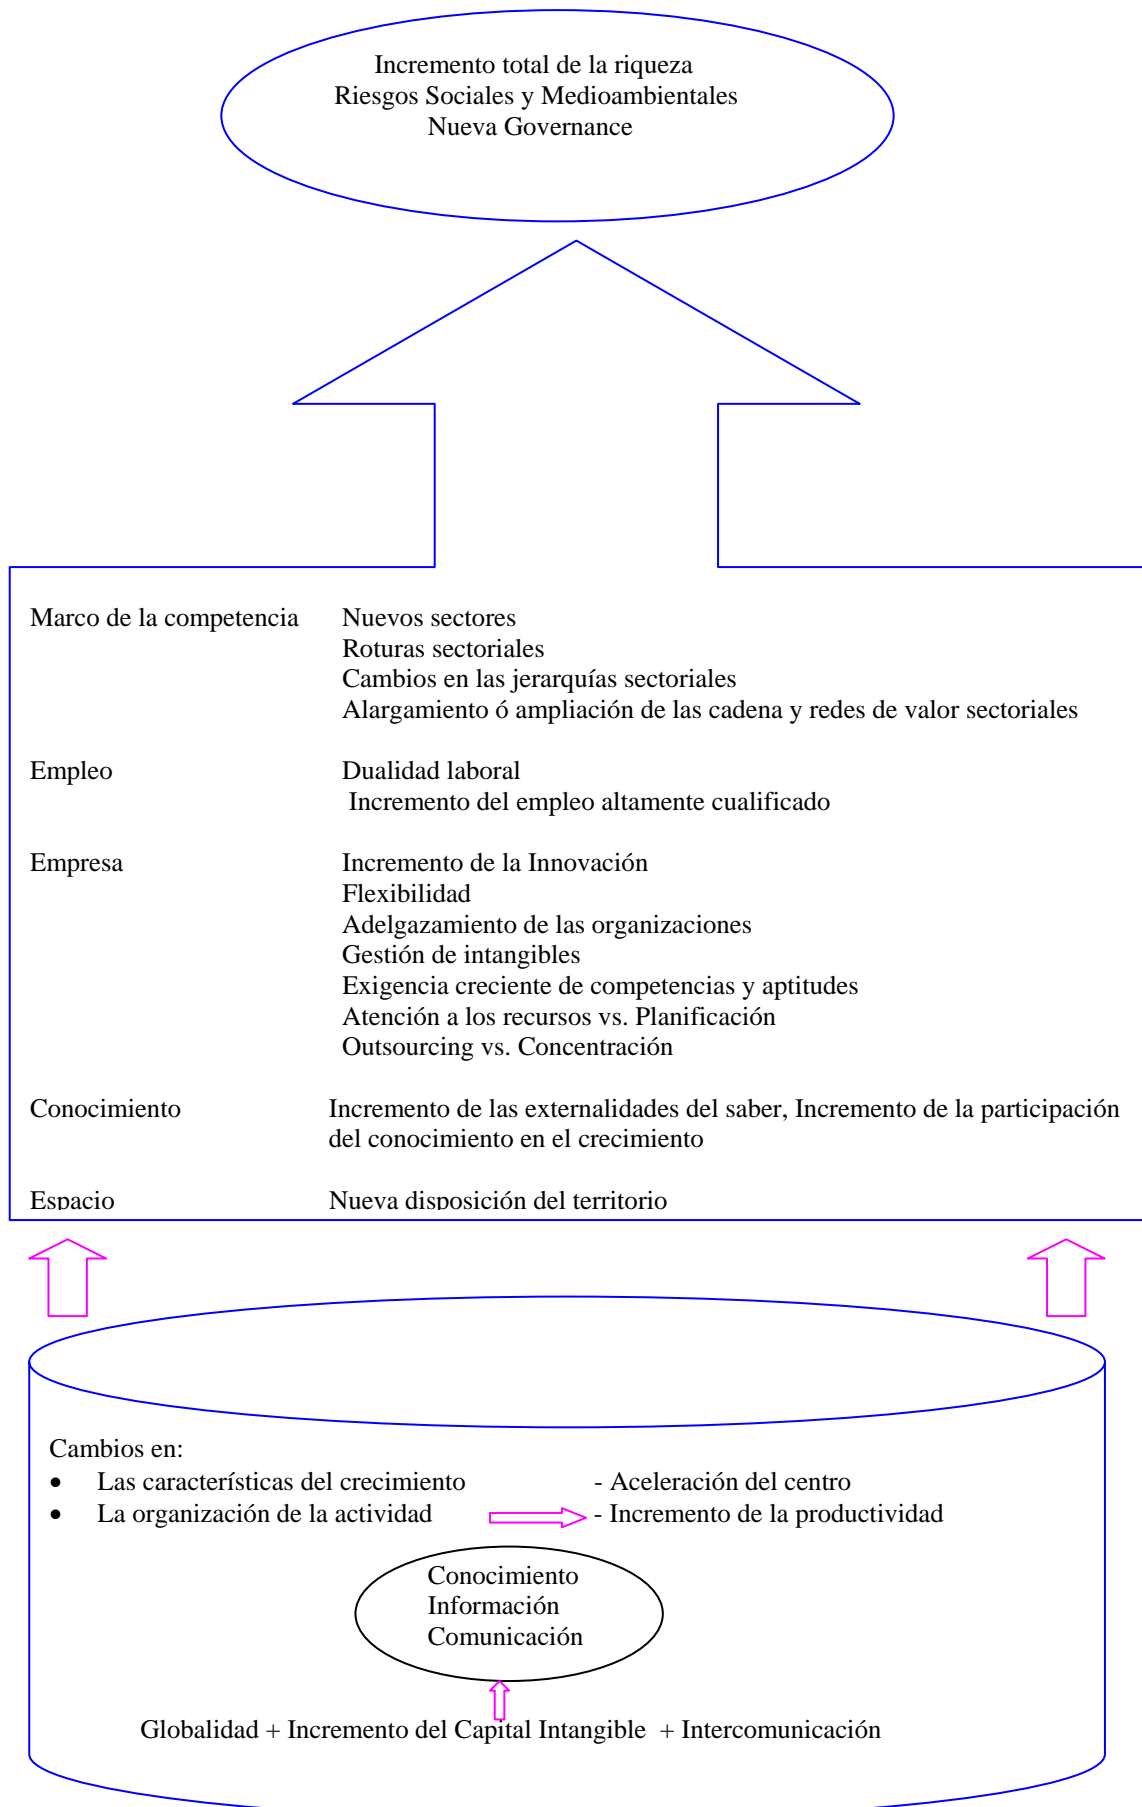 Incremento total de la riqueza
Riesgos Sociales y Medioambientales
Nueva Governance
Marco de la competencia Nuevos sectores
Roturas sectoriales
Cambios en las jerarquías sectoriales
Alargamiento ó ampliación de las cadena y redes de valor sectoriales
Empleo Dualidad laboral
Incremento del empleo altamente cualificado
Empresa Incremento de la Innovación
Flexibilidad
Adelgazamiento de las organizaciones
Gestión de intangibles
Exigencia creciente de competencias y aptitudes
Atención a los recursos vs. Planificación
Outsourcing vs. Concentración
Conocimiento Incremento de las externalidades del saber, Incremento de la participación
del conocimiento en el crecimiento
Espacio Nueva disposición del territorio
Cambios en:
• Las características del crecimiento - Aceleración del centro
• La organización de la actividad - Incremento de la productividad
Conocimiento
Información
Comunicación
Globalidad + Incremento del Capital Intangible + Intercomunicación